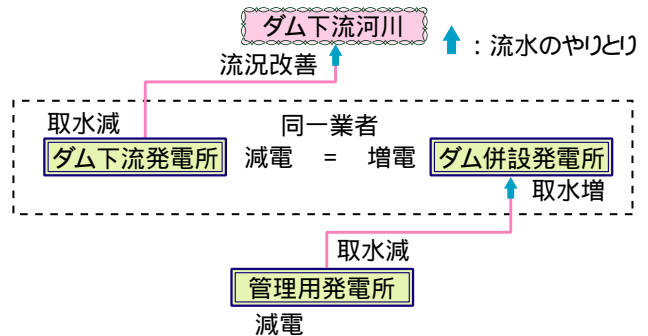 ダム下流河川
：流水のやりとり
流況改善
取水減
同一業者
ダム下流発電所
減電 = 増電
ダム併設発電所
取水増
取水減
管理用発電所
減電